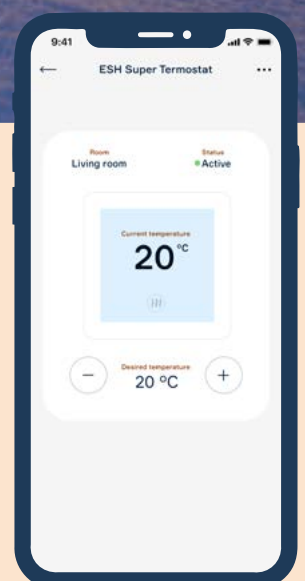 9:41
ESH Super Termostat
Room
Status
Living room
Active
Current temperature
20 °C
Desired temperature
20 °C